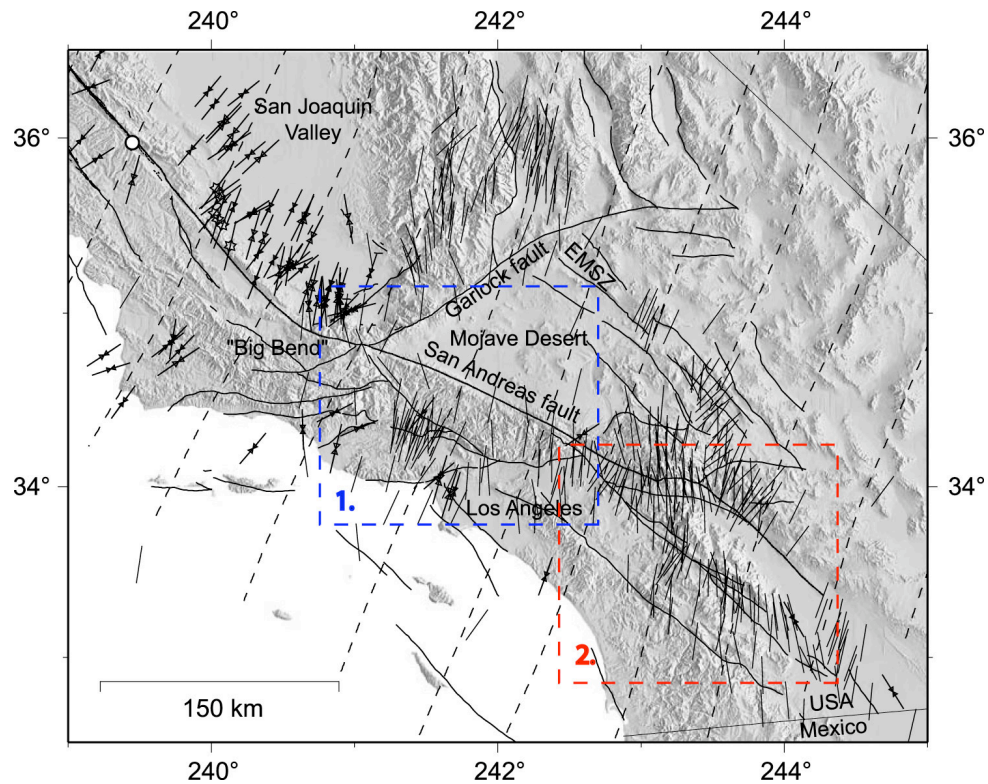 240°
242°
244°
San Joaquin
Valley
36°
36°
EMSZ
Garlock fault
"Big Bend"
Mojave Desert
San Andreas fault
34°
34°
1.
Los Angeles
2.
150 km
USA
Mexico
240°
242°
244°